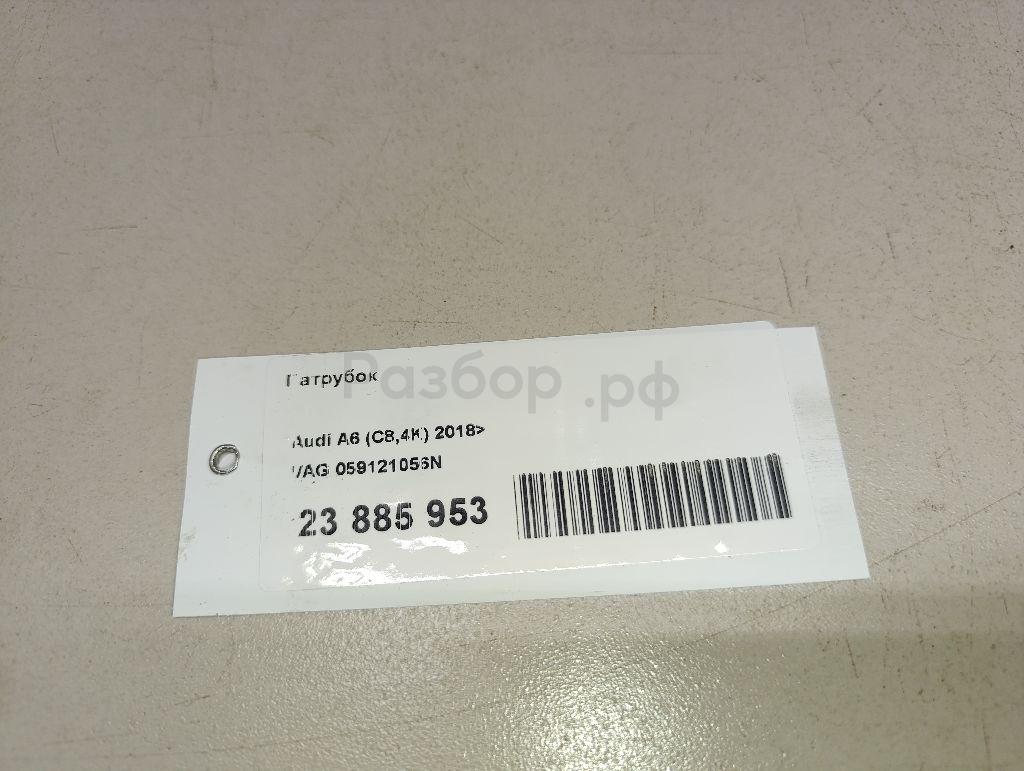 Патрубок
Разбор.рф
Audi A6 (C8,4K) 2018>
VAG 059121056N
23 885 953